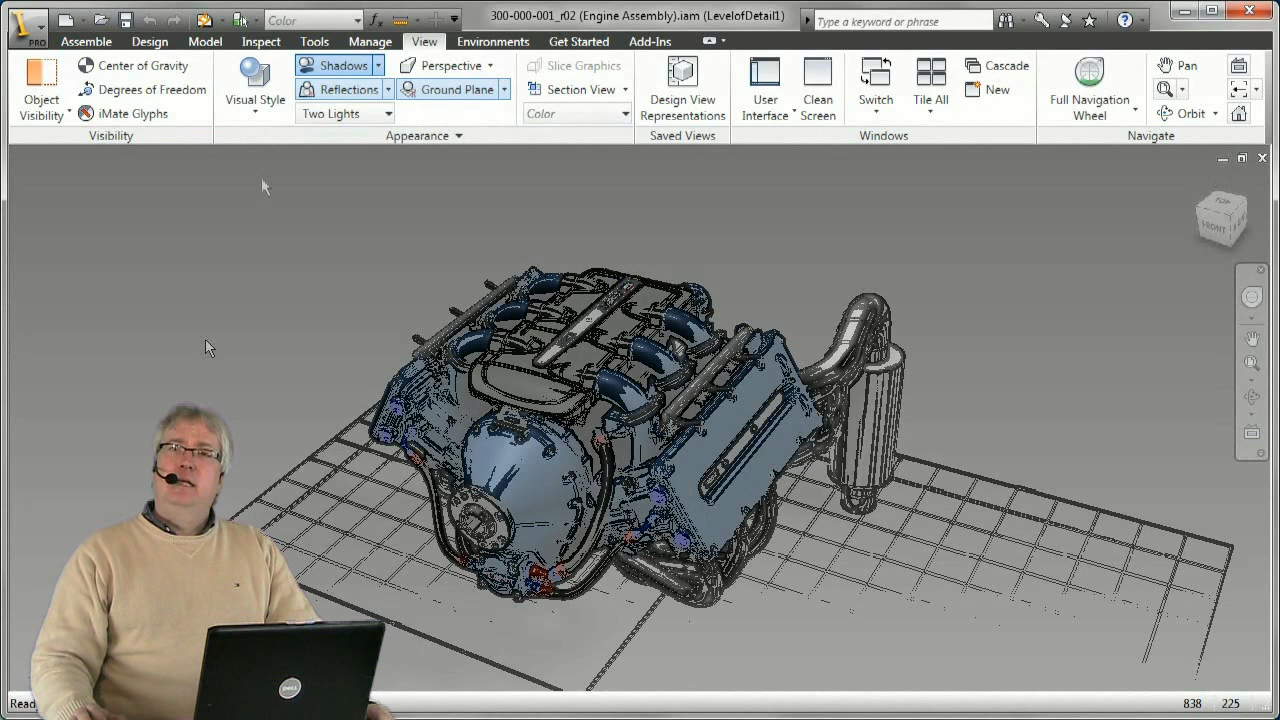 300-000-001_r02 (Engine Assembly).iam (LevelofDetail1)
Color
Type a keyword or phrase
PRO
Assemble Design Model Inspect Tools Manage View Environments Get Started Add-Ins
Center of Gravity
Degrees of Freedom
iMate Glyphs
Object
Visibility
Visual Style
Shadows
Reflections
Two Lights
Perspective
Ground Plane
Slice Graphics
Section View
Color
Design View
Representations
User
Interface
Clean
Screen
Switch
Tile All
Cascade
New
Full Navigation
Wheel
Pan
Orbit
Visibility Appearance Saved Views Windows Navigate
TOP
FRONT
DELL
Read
838 225